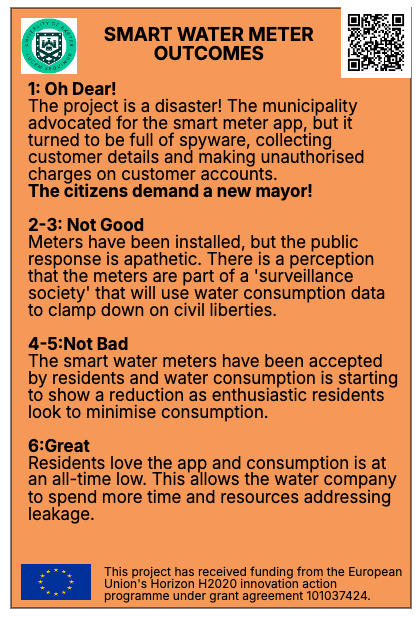 SMART WATER METER
OUTCOMES
1: Oh Dear!
The project is a disaster! The municipality
advocated for the smart meter app, but it
turned to be full of spyware, collecting
customer details and making unauthorised
charges on customer accounts.
The citizens demand a new mayor!
2-3: Not Good
Meters have been installed, but the public
response is apathetic. There is a perception
that the meters are part of a 'surveillance
society' that will use water consumption data
to clamp down on civil liberties.
4-5:Not Bad
The smart water meters have been accepted
by residents and water consumption is starting
to show a reduction as enthusiastic residents
look to minimise consumption.
6:Great
Residents love the app and consumption is at
an all-time low. This allows the water company
to spend more time and resources addressing
leakage.
This project has received funding from the European
Union's Horizon H2020 innovation action
programme under grant agreement 101037424.